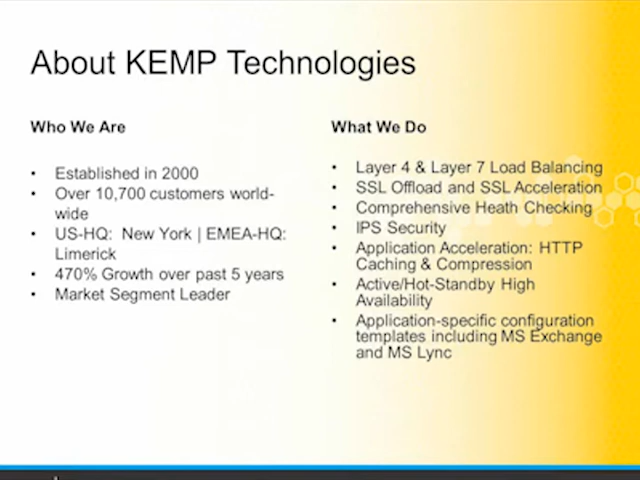 About KEMP Technologies
Who We Are
• Established in 2000
• Over 10,700 customers world-
wide
• US-HQ: New York | EMEA-HQ:
Limerick
• 470% Growth over past 5 years
• Market Segment Leader
What We Do
• Layer 4 & Layer 7 Load Balancing
• SSL Offload and SSL Acceleration
• Comprehensive Heath Checking
• IPS Security
• Application Acceleration: HTTP
Caching & Compression
• Active/Hot-Standby High
Availability
• Application-specific configuration
templates including MS Exchange
and MS Lync